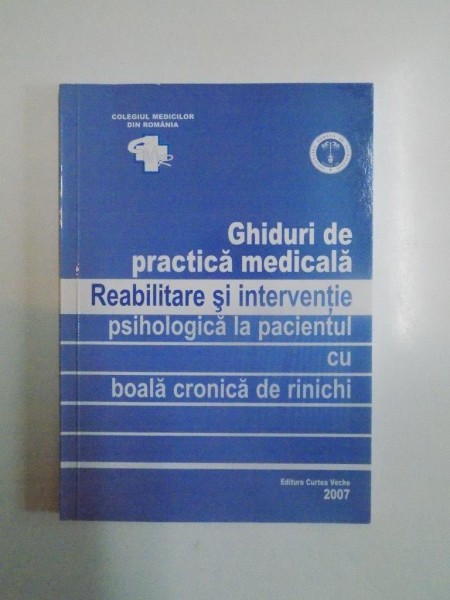 COLEGIUL MEDICILOR
DIN ROMÂNIA
Ghiduri de
practică medicală
Reabilitare şi intervenţie
psihologică la pacientul
cu
boală cronică de rinichi
Editura Curtea Veche
2007